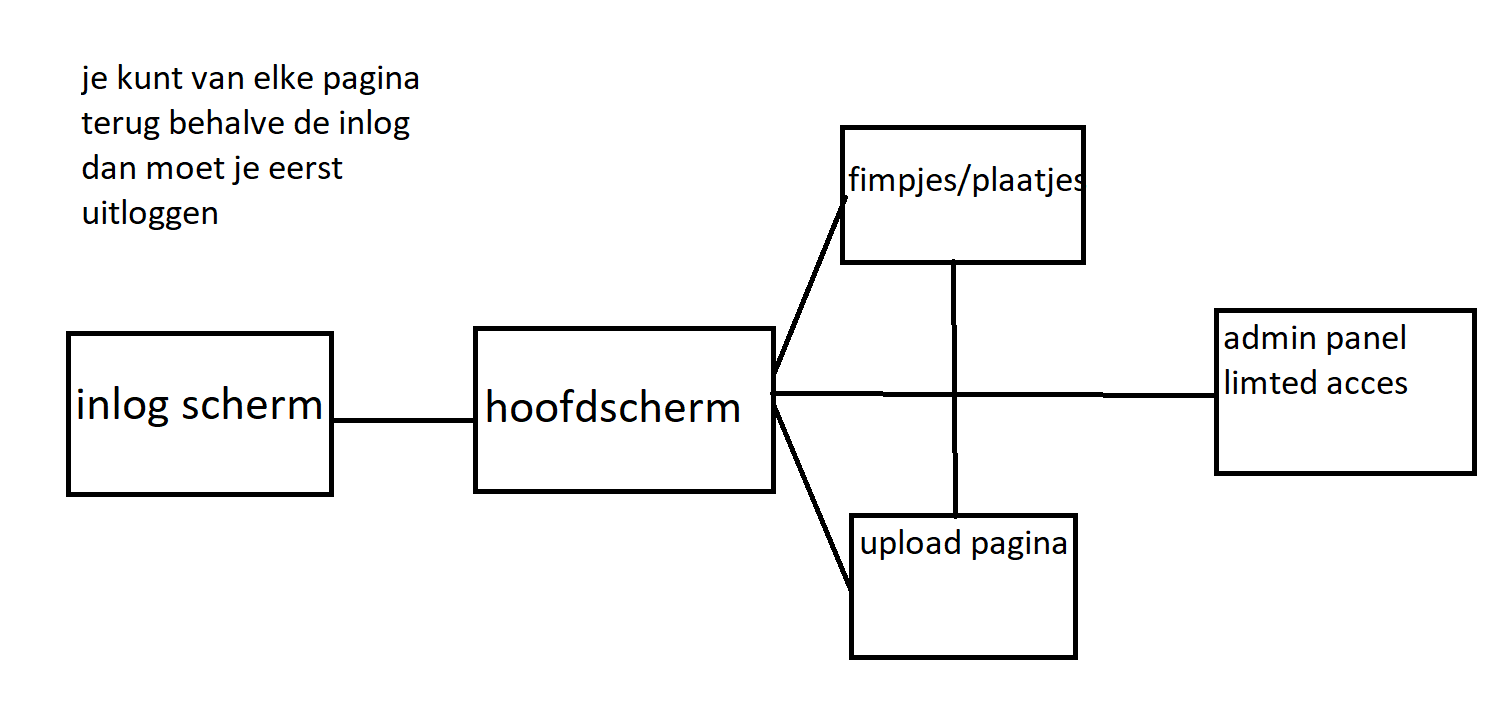 je kunt van elke pagina
terug behalve de inlog
dan moet je eerst
uitloggen
inlog scherm
hoofdscherm
fimpjes/plaatjes
upload pagina
admin panel
limted acces